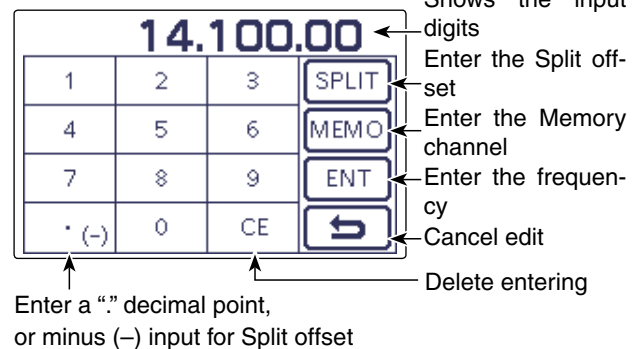 Shows the input
digits
14.100.00
Enter the Split off-
set
1 2 3 SPLIT
Enter the Memory
channel
4 5 6 MEMO
Enter the frequen-
cy
7 8 9 ENT
Cancel edit
· (–) 0 CE
Delete entering
Enter a “.” decimal point,
or minus (–) input for Split offset